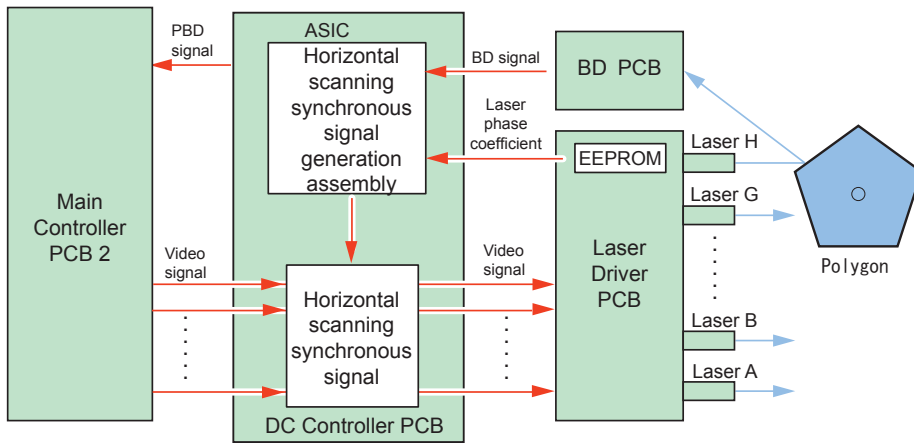 PBD
signal
ASIC
Horizontal
scanning
synchronous
signal
generation
assembly
BD signal
BD PCB
Laser
phase
coefficient
EEPROM
Laser H
Laser G
Main
Controller
PCB 2
Video
signal
Video
signal
Laser
Driver
PCB
Polygon
Horizontal
scanning
synchronous
signal
Laser B
Laser A
DC Controller PCB